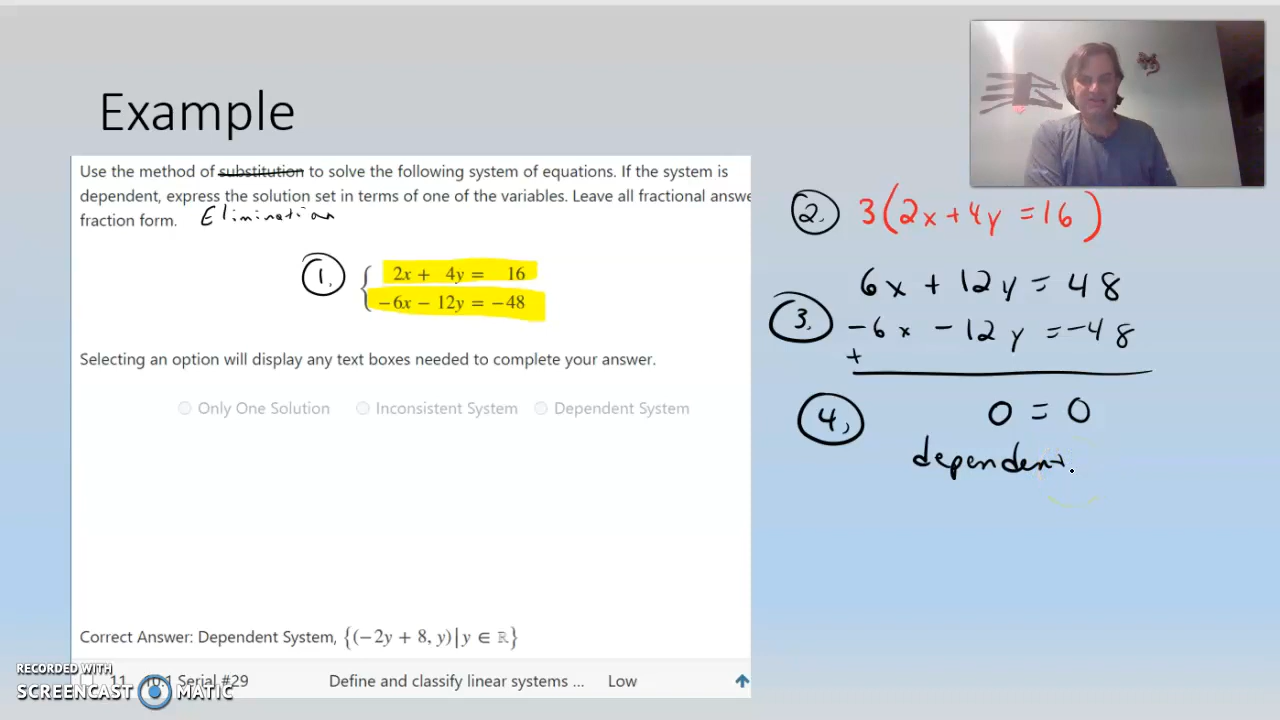 Example
Use the method of substitution to solve the following system of equations. If the system is
dependent, express the solution set in terms of one of the variables. Leave all fractional answe
fraction form. Elimination
1. 2x + 4y = 16
−6x − 12y = −48
Selecting an option will display any text boxes needed to complete your answer.
Only One Solution Inconsistent System Dependent System
Correct Answer: Dependent System, {(−2y + 8, y)|y ∈ ℝ}
11 10.1 Serial #29 Define and classify linear systems ... Low
2. 3(2x + 4y = 16)
6x + 12y = 48
3. −6x − 12y = −48
+
4. 0 = 0
dependent.
RECORDED WITH
SCREENCAST MATIC